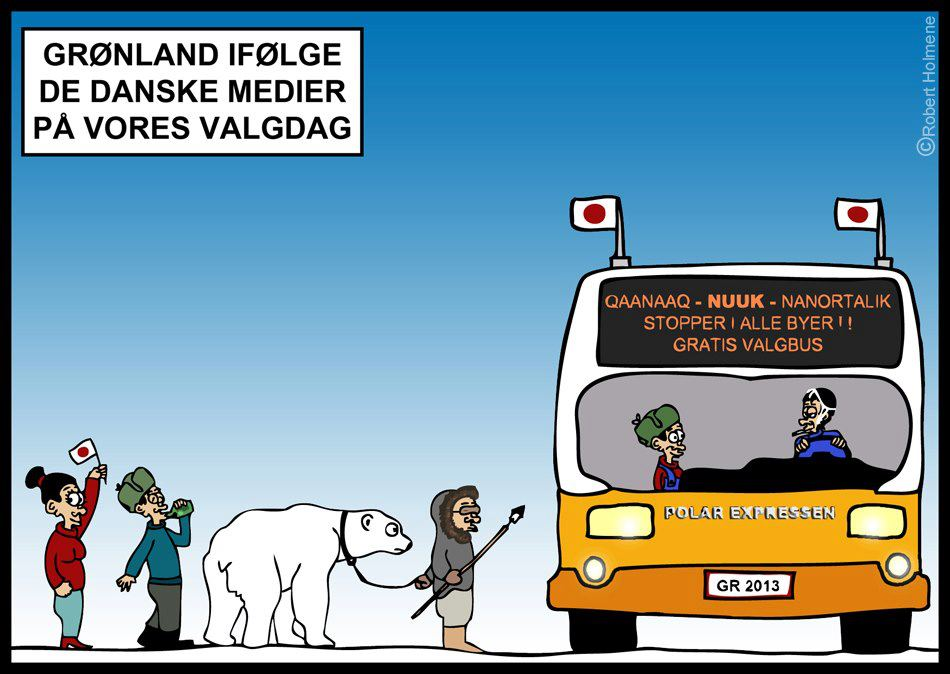 GRØNLAND IFØLGE
DE DANSKE MEDIER
PÅ VORES VALGDAG
©Robert Holmene
QAANAAQ - NUUK - NANORTALIK
STOPPER I ALLE BYER ! !
GRATIS VALGBUS
POLAR EXPRESSEN
GR 2013